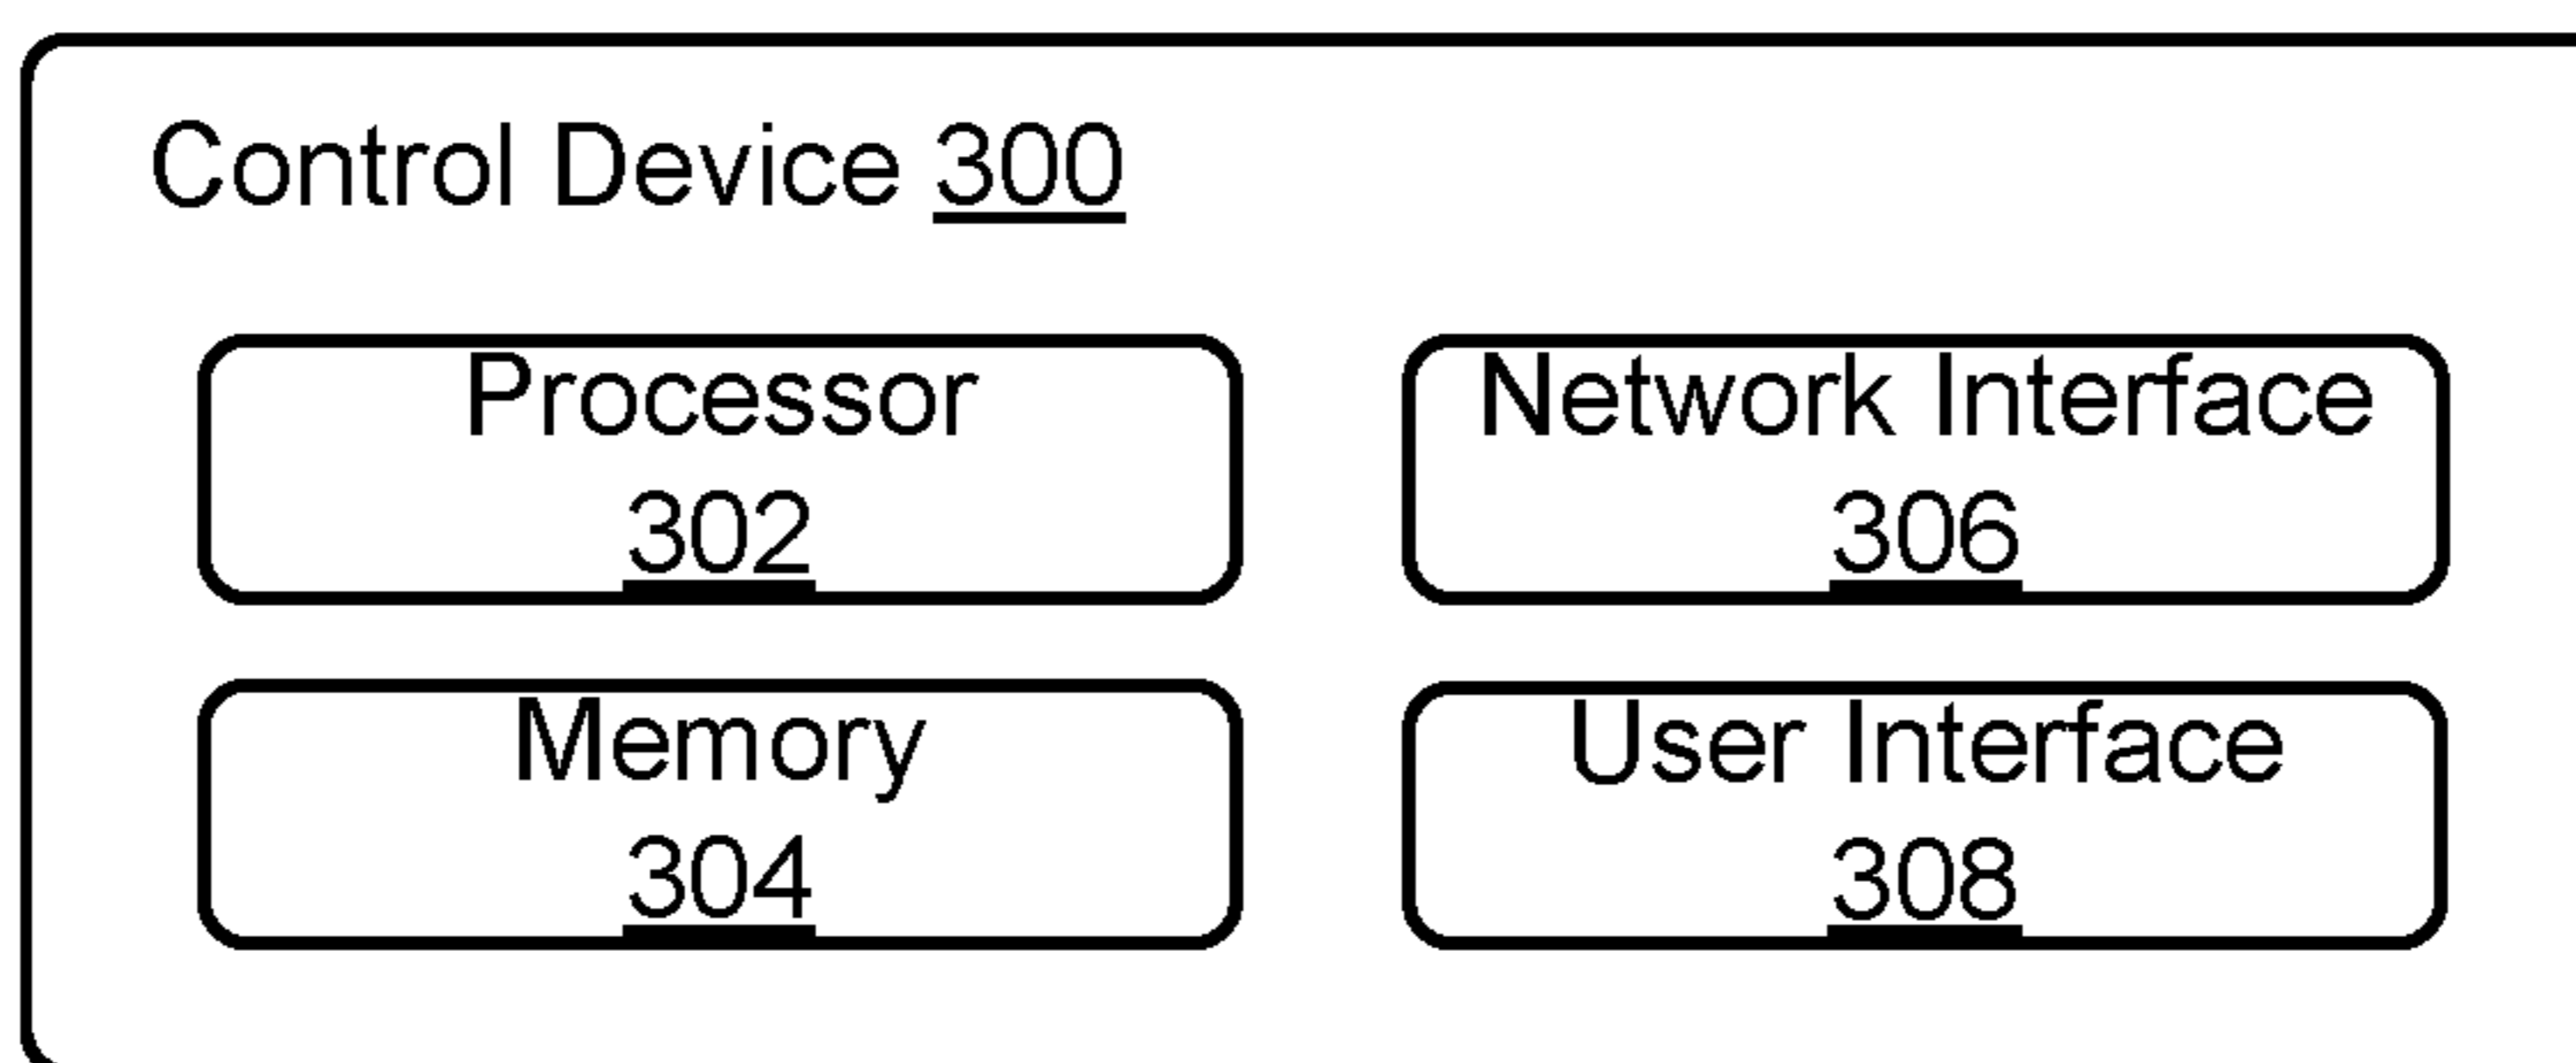 Control Device 300
Processor
302
Network Interface
306
Memory
304
User Interface
308